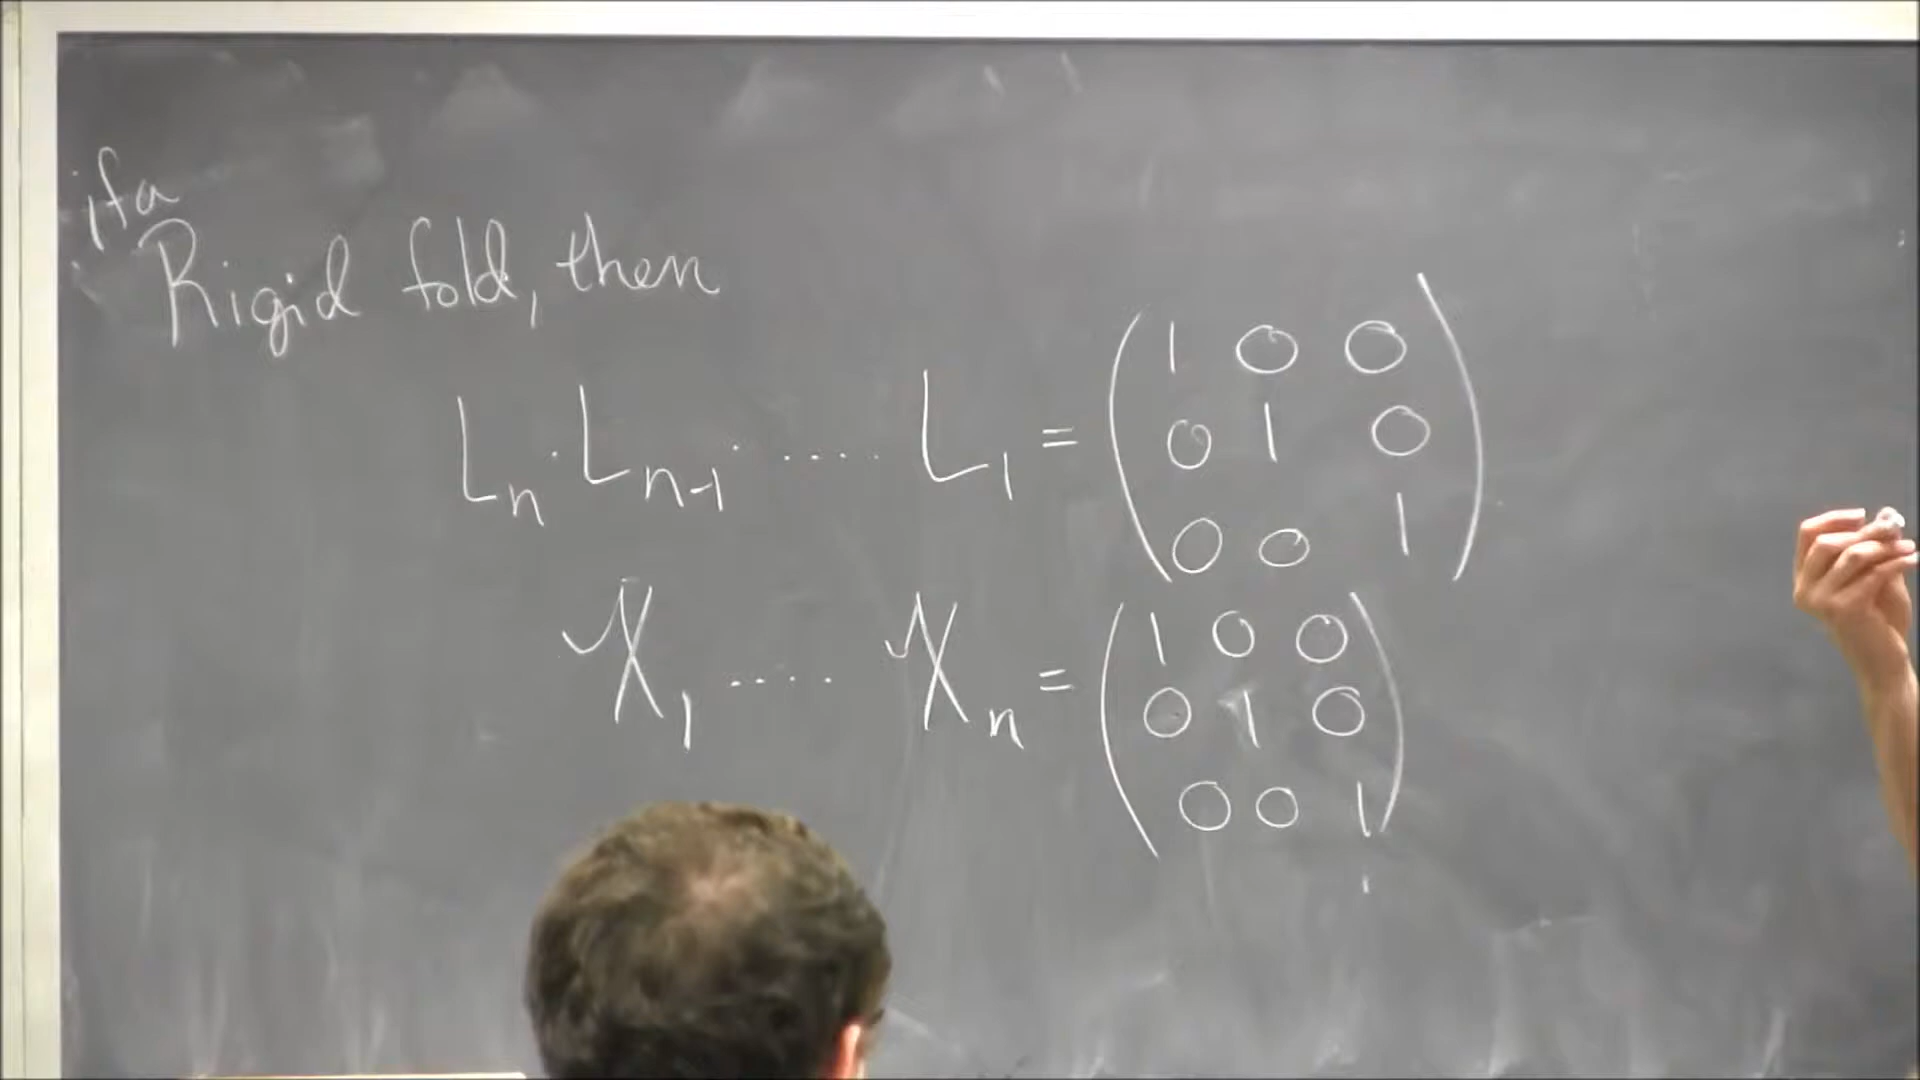 if a
Rigid fold, then
Lₙ · Lₙ₋₁ · .... L₁ = ( 1 0 0
0 1 0
0 0 1 )
χ₁ .... χₙ = ( 1 0 0
0 1 0
0 0 1 )